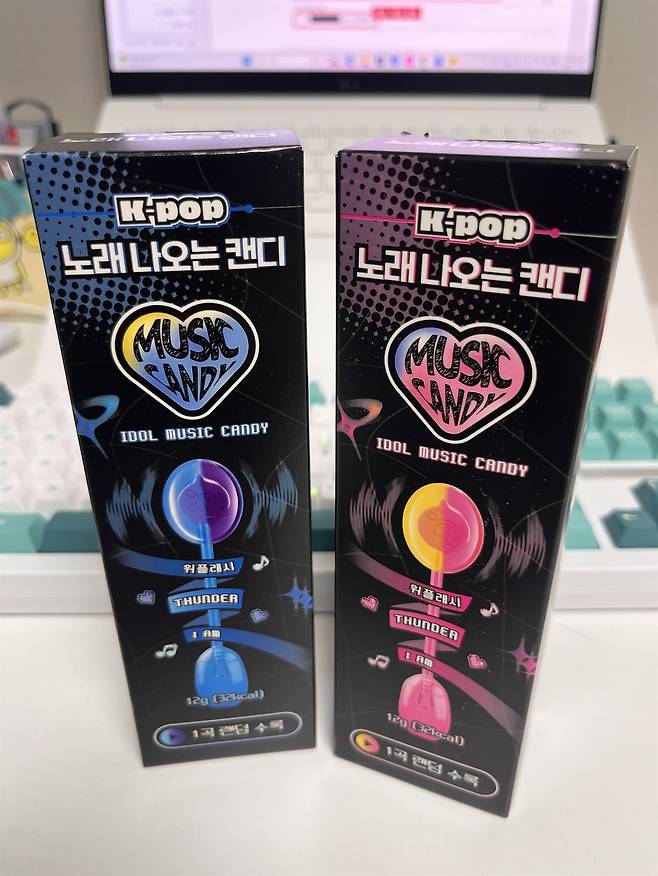 K-pop
노래 나오는 캔디
MUSIC
CANDY
IDOL MUSIC CANDY
위플래시
THUNDER
I AM
12g (32kcal)
1곡 랜덤 수록
K-pop
노래 나오는 캔디
MUSIC
CANDY
IDOL MUSIC CANDY
위플래시
THUNDER
I AM
12g (32kcal)
1곡 랜덤 수록